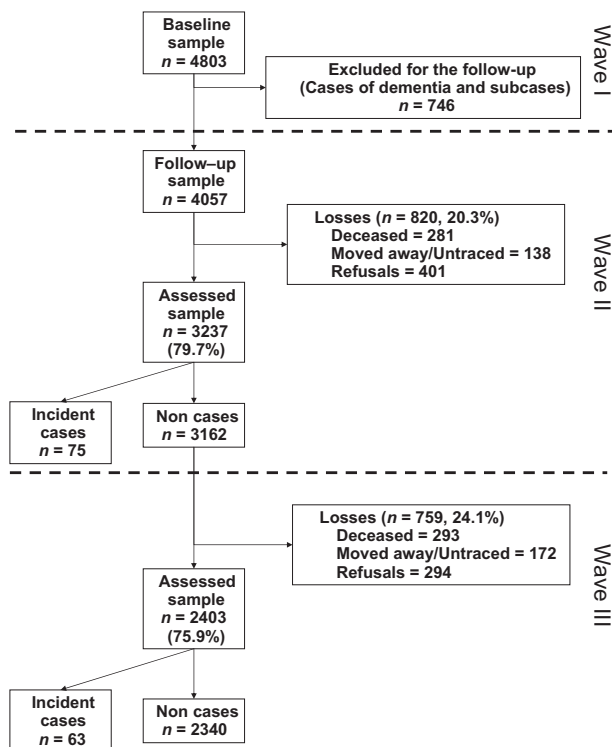 Baseline
sample
n = 4803
Wave I
Excluded for the follow-up
(Cases of dementia and subcases)
n = 746
Follow–up
sample
n = 4057
Wave II
Losses (n = 820, 20.3%)
Deceased = 281
Moved away/Untraced = 138
Refusals = 401
Assessed
sample
n = 3237
(79.7%)
Incident
cases
n = 75
Non cases
n = 3162
Wave III
Losses (n = 759, 24.1%)
Deceased = 293
Moved away/Untraced = 172
Refusals = 294
Assessed
sample
n = 2403
(75.9%)
Incident
cases
n = 63
Non cases
n = 2340